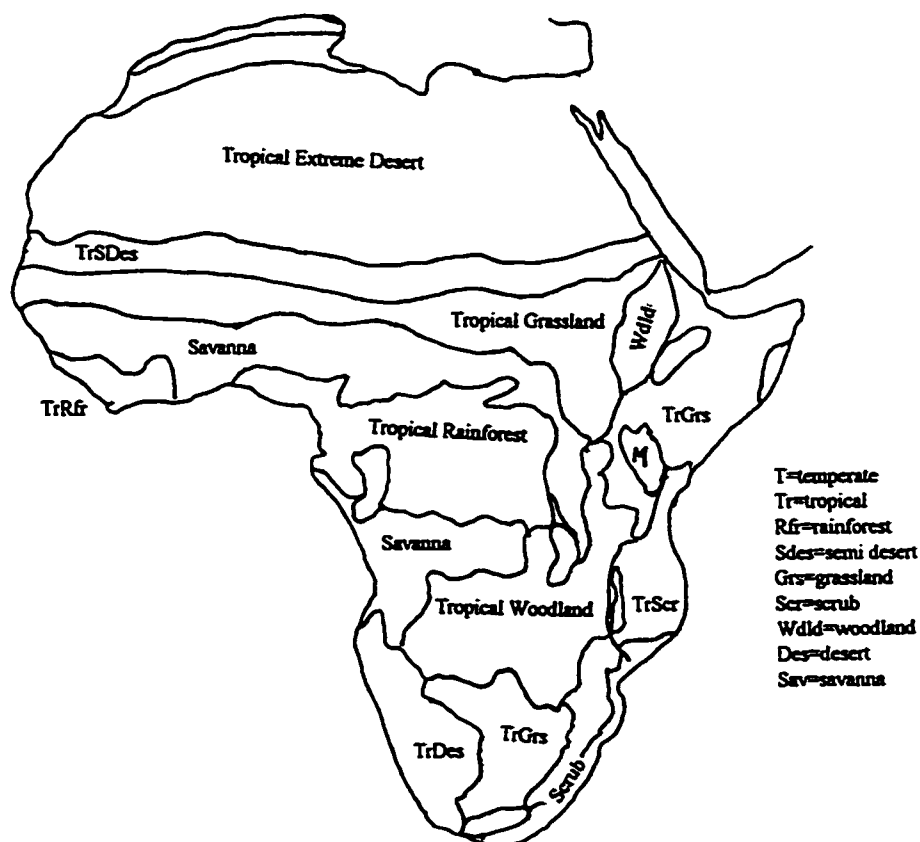 Tropical Extreme Desert
TrSDes
Tropical Grassland
Wdld
Savanna
TrRfr
TrGrs
Tropical Rainforest
M
Savanna
Tropical Woodland
TrScr
TrDes
TrGrs
Scrub
T=temperate
Tr=tropical
Rfr=rainforest
Sdes=semi desert
Grs=grassland
Scr=scrub
Wdld=woodland
Des=desert
Sav=savanna